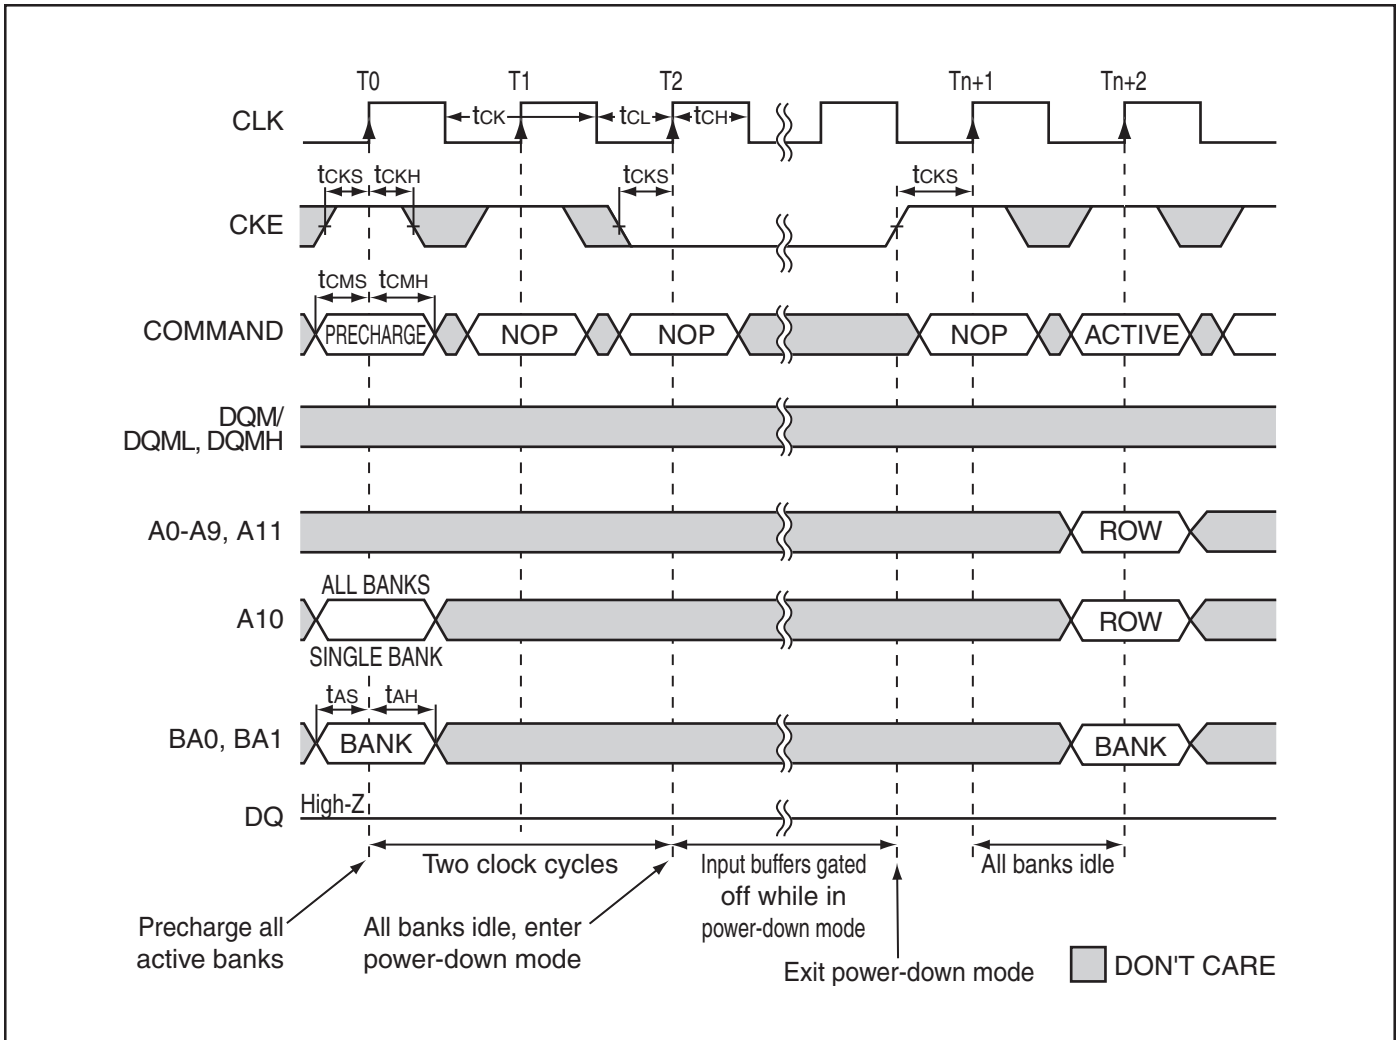 T0 T1 T2 Tn+1 Tn+2
CLK tCK tCL tCH
tCKS tCKH tCKS tCKS
CKE
tCMS tCMH
COMMAND PRECHARGE NOP NOP NOP ACTIVE
DQM/
DQML, DQMH
A0-A9, A11 ROW
ALL BANKS
A10 ROW
SINGLE BANK
tAS tAH
BA0, BA1 BANK BANK
High-Z
DQ
Two clock cycles
Input buffers gated
off while in
power-down mode
All banks idle
Precharge all
active banks
All banks idle, enter
power-down mode
Exit power-down mode
DON'T CARE